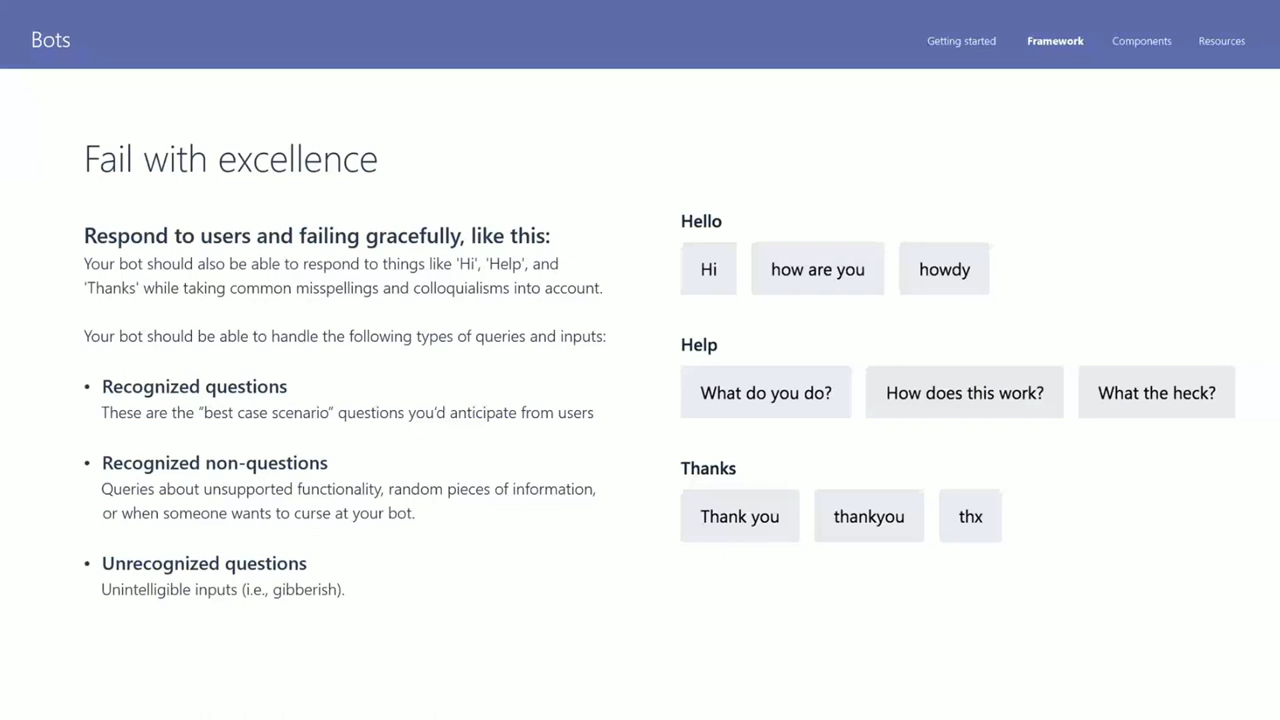 Bots
Getting started
Framework
Components
Resources
Fail with excellence
Respond to users and failing gracefully, like this:
Your bot should also be able to respond to things like 'Hi', 'Help', and
'Thanks' while taking common misspellings and colloquialisms into account.
Your bot should be able to handle the following types of queries and inputs:
• Recognized questions
These are the "best case scenario" questions you'd anticipate from users
• Recognized non-questions
Queries about unsupported functionality, random pieces of information,
or when someone wants to curse at your bot.
• Unrecognized questions
Unintelligible inputs (i.e., gibberish).
Hello
Hi
how are you
howdy
Help
What do you do?
How does this work?
What the heck?
Thanks
Thank you
thankyou
thx